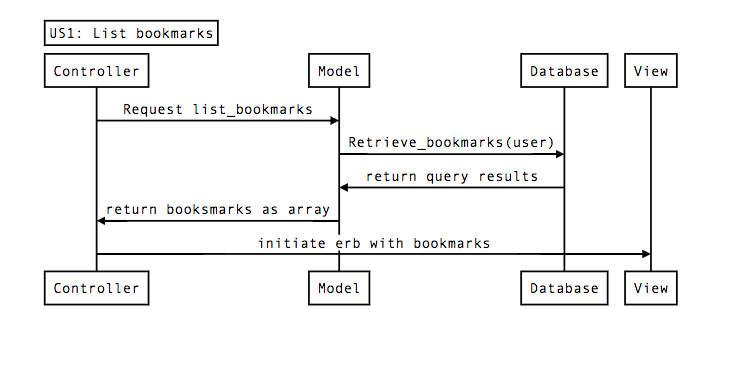 US1: List bookmarks
Controller Model Database View
Request list_bookmarks
Retrieve_bookmarks(user)
return query results
return booksmarks as array
initiate erb with bookmarks
Controller Model Database View